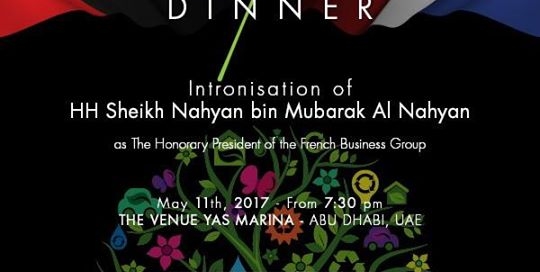 DINNER
Intronisation of
HH Sheikh Nahyan bin Mubarak Al Nahyan
as The Honorary President of the French Business Group
May 11th, 2017 - From 7:30 pm
THE VENUE YAS MARINA - ABU DHABI, UAE